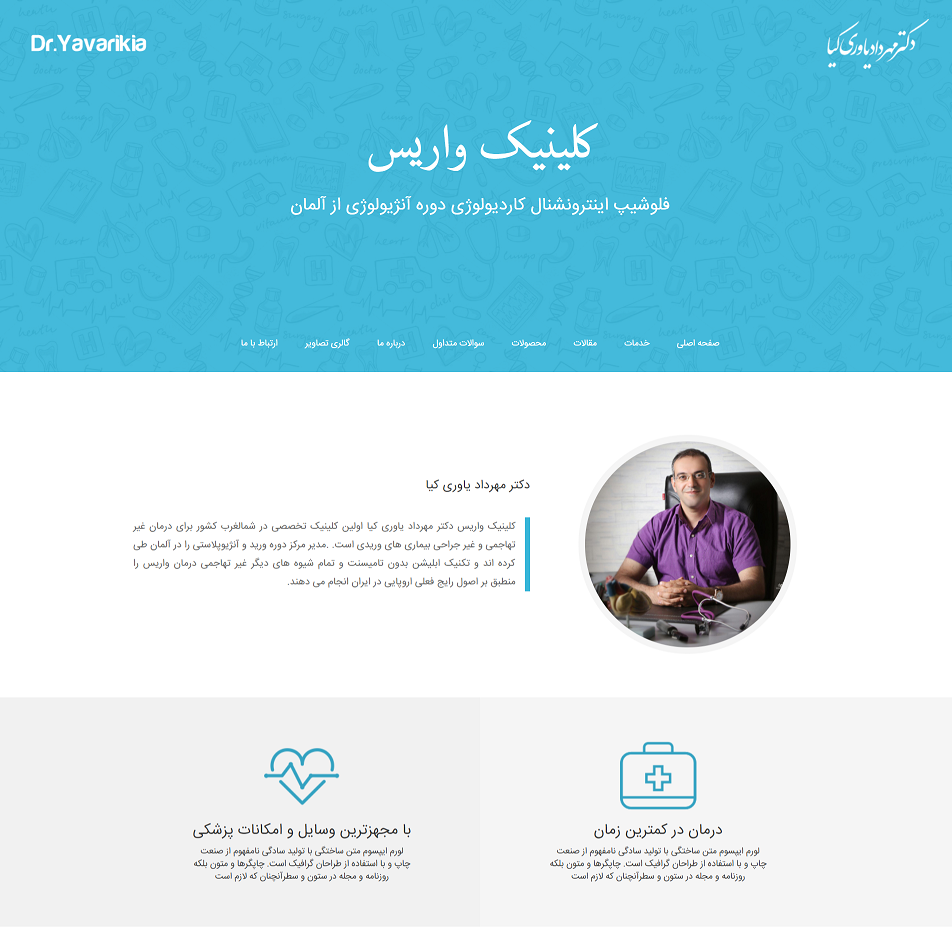 دکتر مهرداد یاوری کیا
Dr.Yavarikia
کلینیک واریس
فلوشیپ اینترونشنال کاردیولوژی دوره آنژیولوژی از آلمان
صفحه اصلی خدمات مقالات محصولات سوالات متداول درباره ما گالری تصاویر ارتباط با ما
دکتر مهرداد یاوری کیا
کلینیک واریس دکتر مهرداد یاوری کیا اولین کلینیک تخصصی در شمالغرب کشور برای درمان غیر
تهاجمی و غیر جراحی بیماری های وریدی است. .مدیر مرکز دوره ورید و آنژیوپلاستی را در آلمان طی
کرده اند و تکنیک ابلیشن بدون تامیسنت و تمام شیوه های دیگر غیر تهاجمی درمان واریس را
منطبق بر اصول رایج فعلی اروپایی در ایران انجام می دهند.
درمان در کمترین زمان
لورم ایپسوم متن ساختگی با تولید سادگی نامفهوم از صنعت
چاپ و با استفاده از طراحان گرافیک است. چاپگرها و متون بلکه
روزنامه و مجله در ستون و سطرآنچنان که لازم است
با مجهزترین وسایل و امکانات پزشکی
لورم ایپسوم متن ساختگی با تولید سادگی نامفهوم از صنعت
چاپ و با استفاده از طراحان گرافیک است. چاپگرها و متون بلکه
روزنامه و مجله در ستون و سطرآنچنان که لازم است